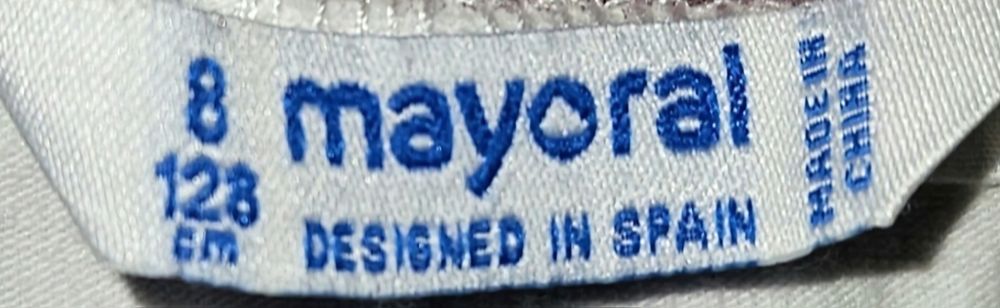 8
128
cm
mayoral
DESIGNED IN SPAIN
MADE IN
CHINA